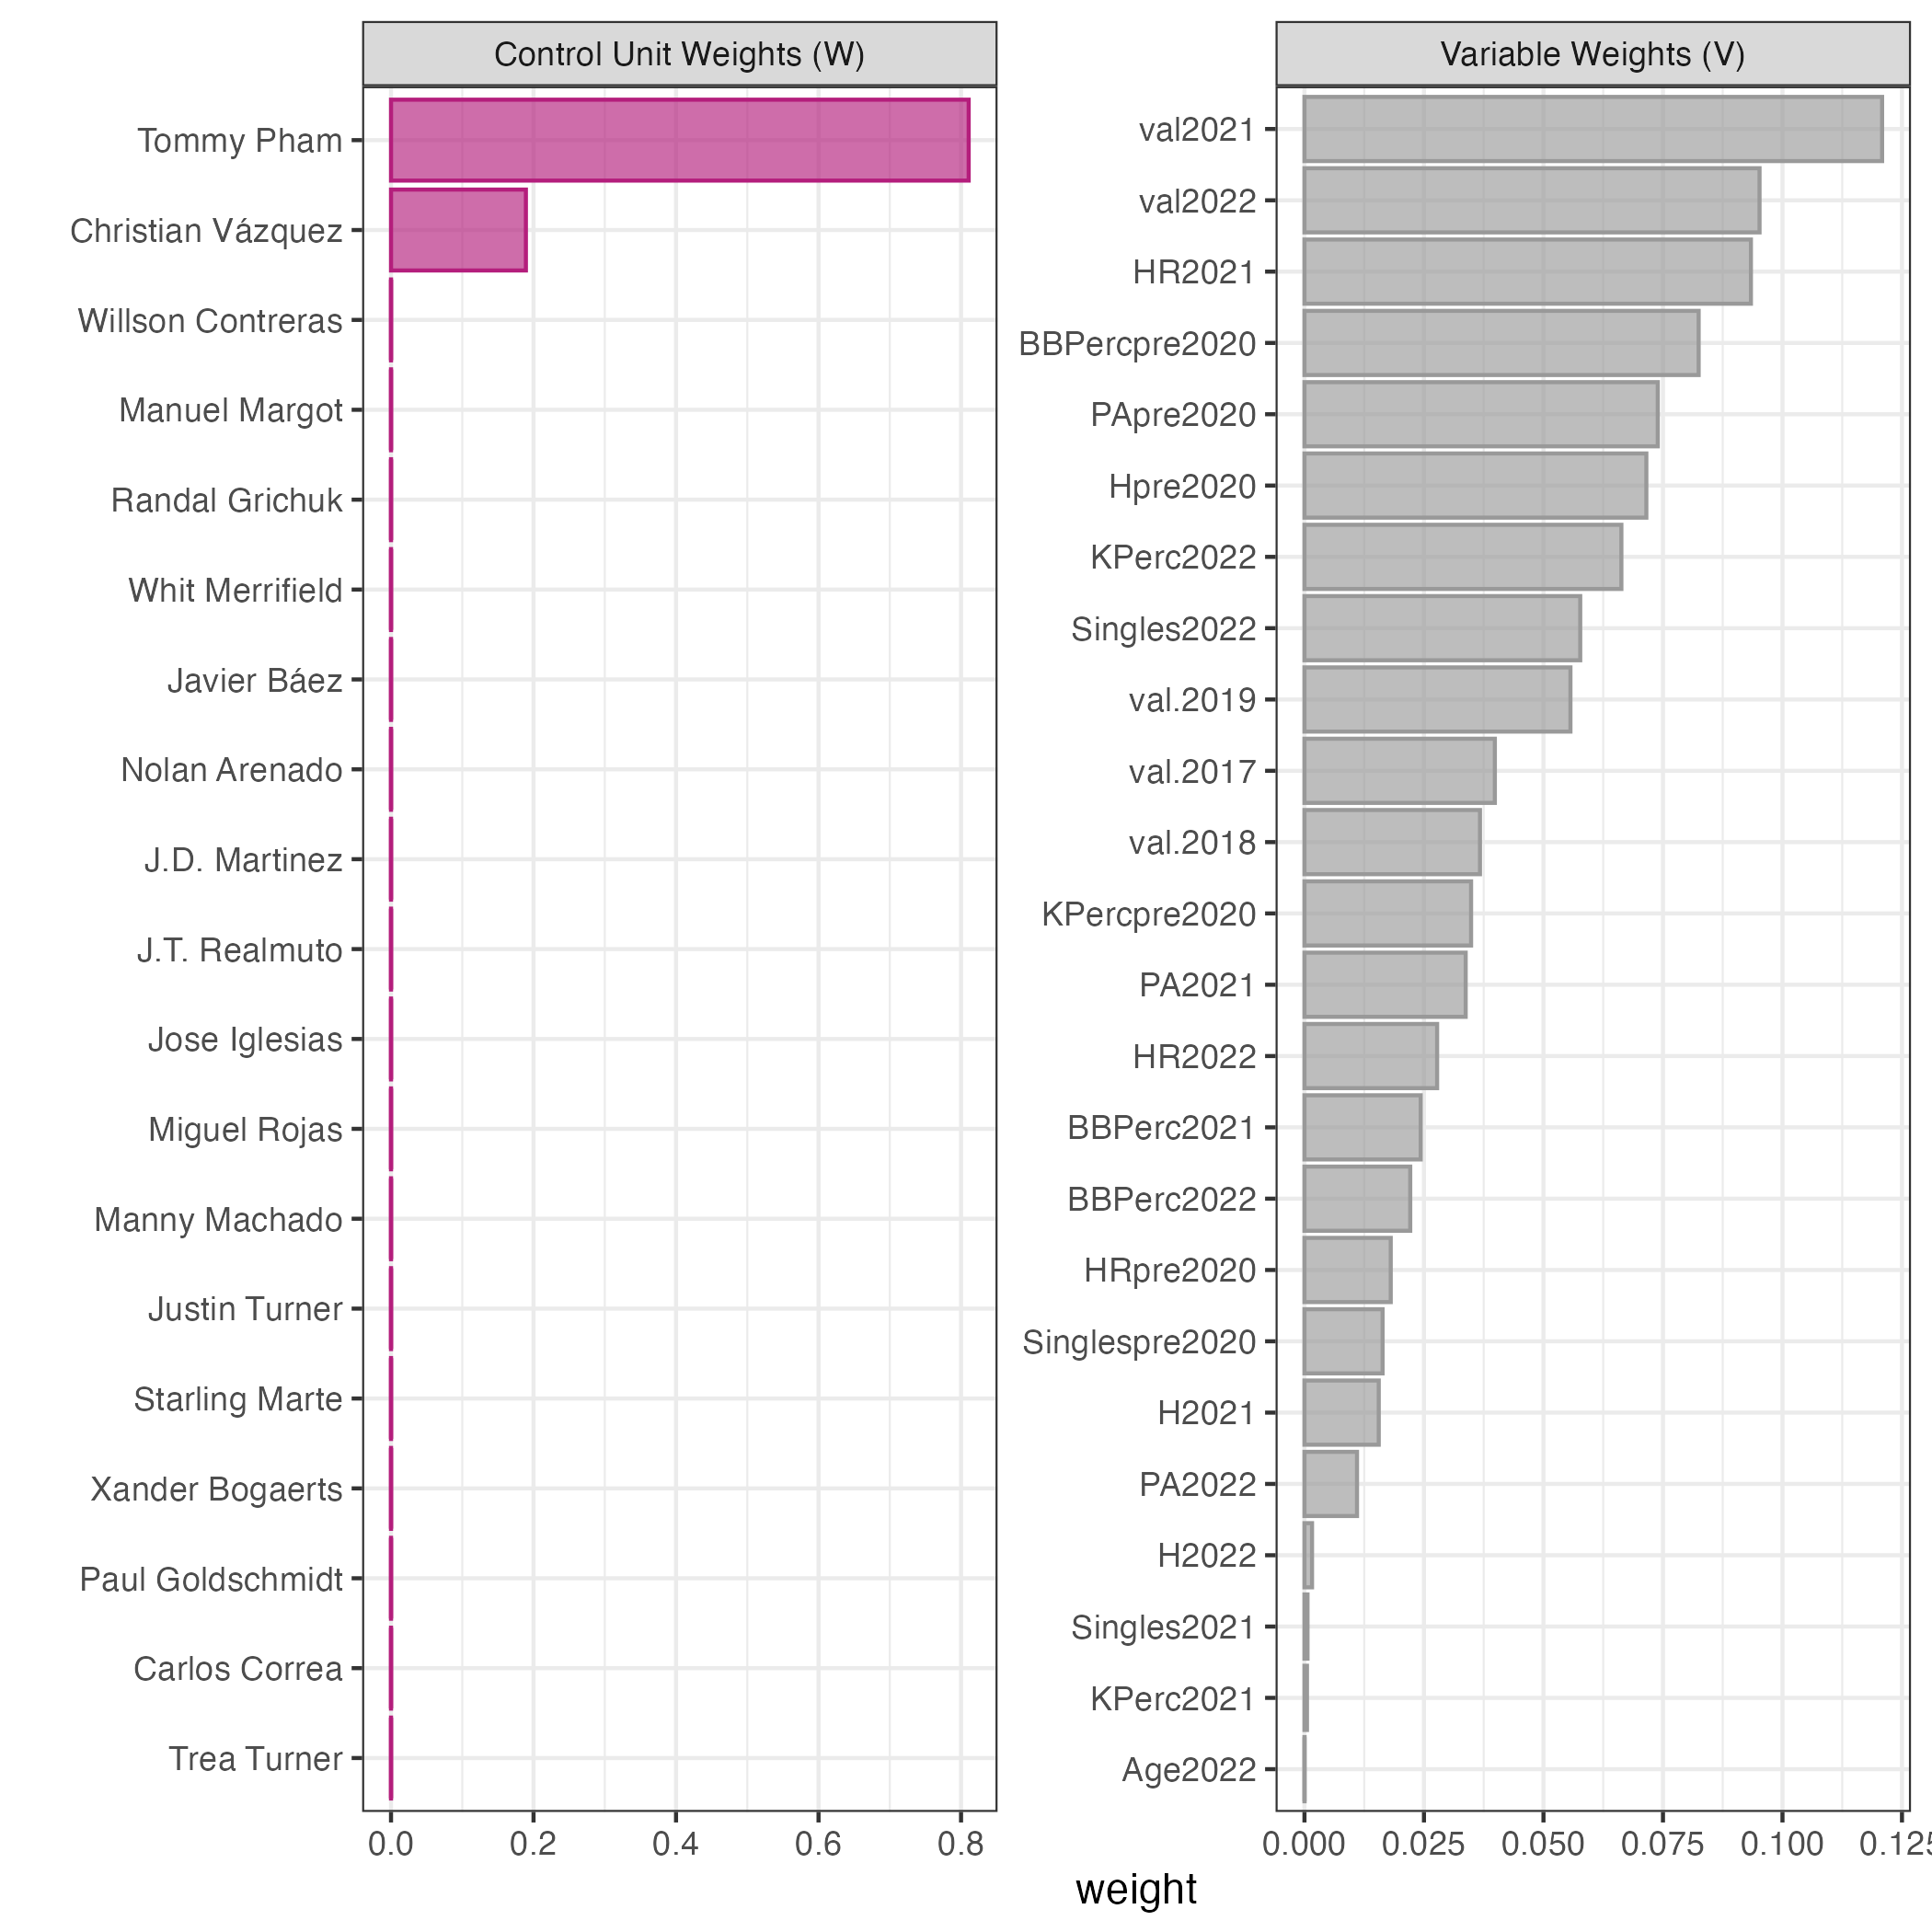 Control Unit Weights (W)
Tommy Pham
Christian Vázquez
Willson Contreras
Manuel Margot
Randal Grichuk
Whit Merrifield
Javier Báez
Nolan Arenado
J.D. Martinez
J.T. Realmuto
Jose Iglesias
Miguel Rojas
Manny Machado
Justin Turner
Starling Marte
Xander Bogaerts
Paul Goldschmidt
Carlos Correa
Trea Turner
0.0 0.2 0.4 0.6 0.8
Variable Weights (V)
val2021
val2022
HR2021
BBPercpre2020
PApre2020
Hpre2020
KPerc2022
Singles2022
val.2019
val.2017
val.2018
KPercpre2020
PA2021
HR2022
BBPerc2021
BBPerc2022
HRpre2020
Singlespre2020
H2021
PA2022
H2022
Singles2021
KPerc2021
Age2022
0.000 0.025 0.050 0.075 0.100 0.125
weight